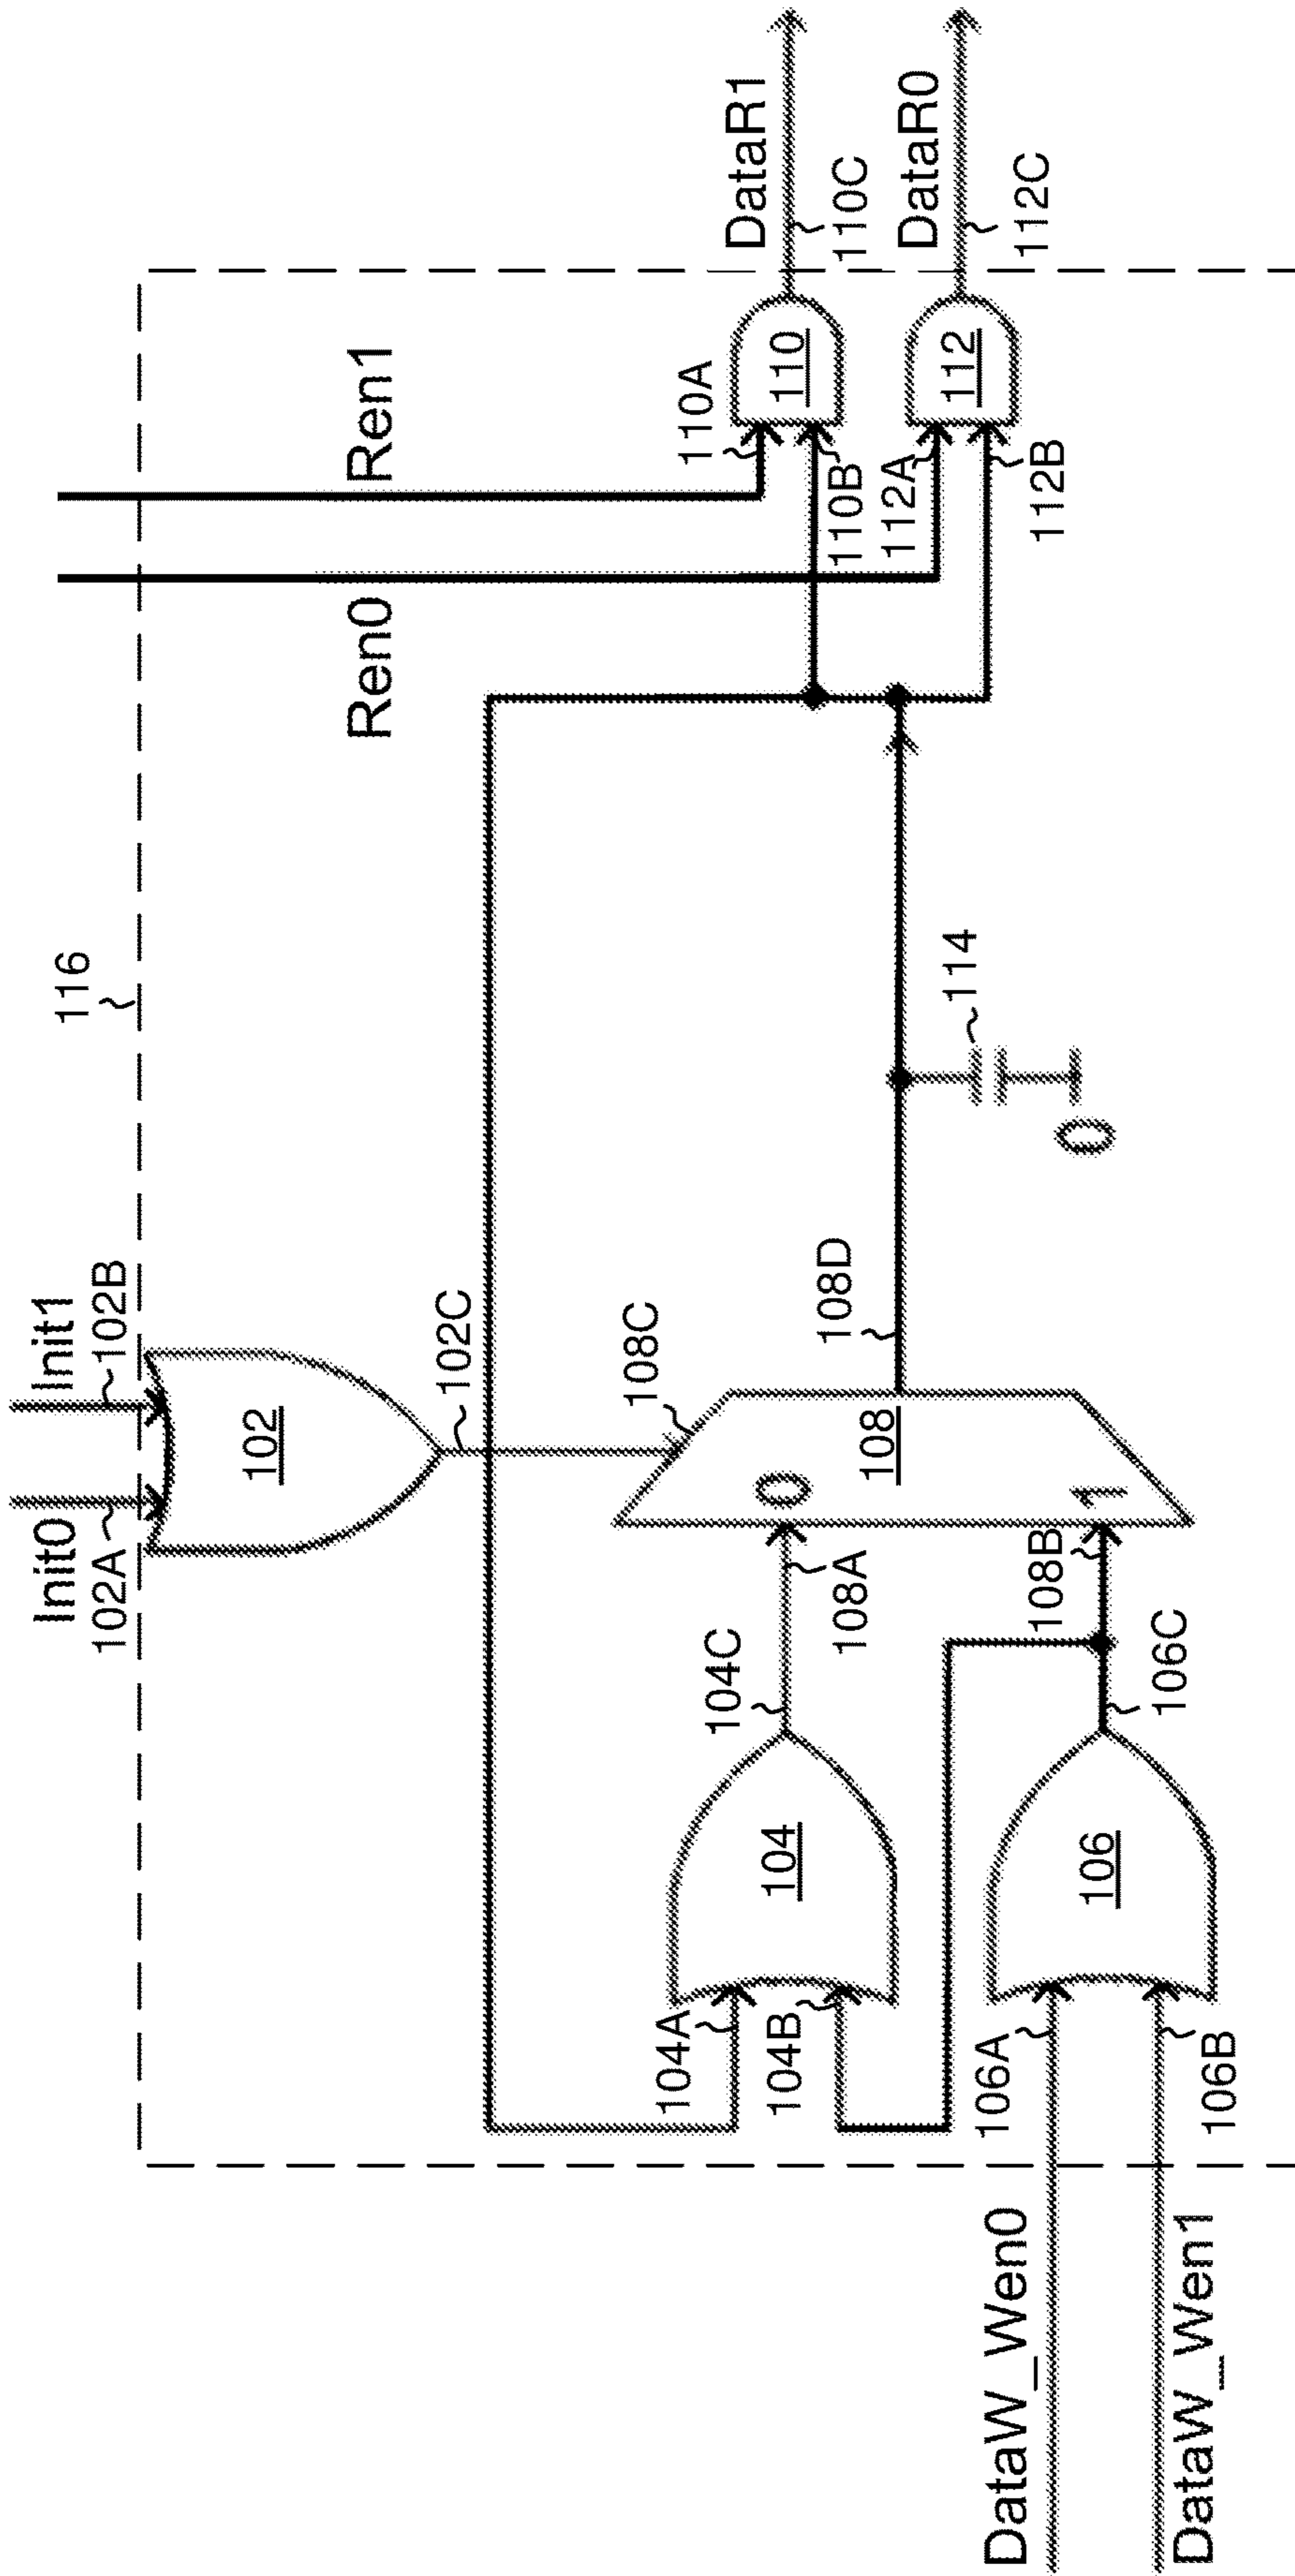 116
Init0
102A
Init1
102B
102
102C
Ren0
Ren1
104A
104B
104
104C
108A
0
108C
108
108D
1
108B
106A
106B
106
106C
114
0
110A
110B
110
110C
DataR1
112A
112B
112
112C
DataR0
DataW_Wen0
DataW_Wen1